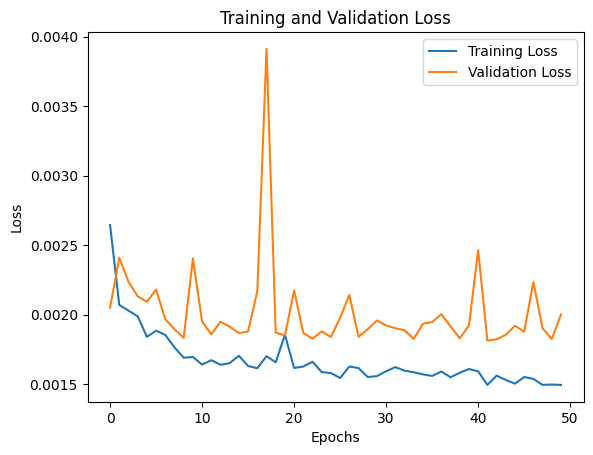 Training and Validation Loss
Training Loss
Validation Loss
0.0040
0.0035
0.0030
0.0025
0.0020
0.0015
Loss
0 10 20 30 40 50
Epochs